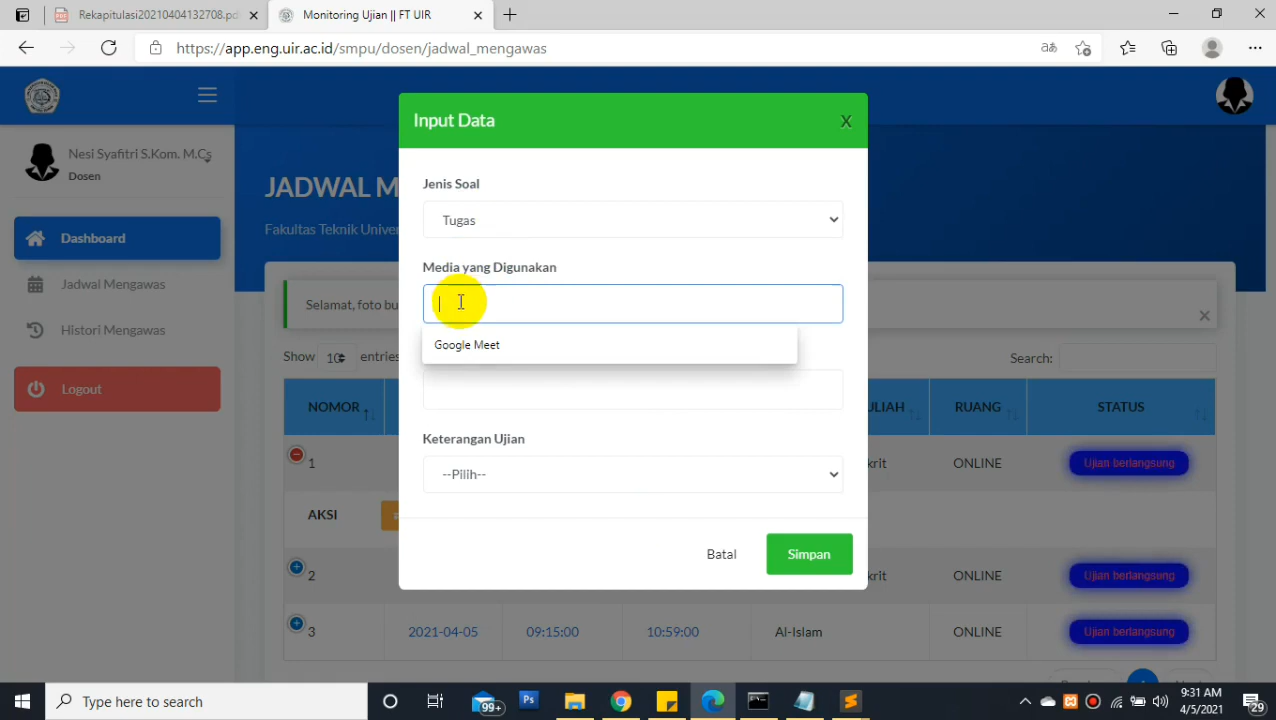 Rekapitulasi20210404132708.pd
Monitoring Ujian || FT UIR
https://app.eng.uir.ac.id/smpu/dosen/jadwal_mengawas
Input Data
X
Nesi Syafitri S.Kom. M.Cs
Dosen
JADWAL M
Fakultas Teknik Univer
Dashboard
Jadwal Mengawas
Histori Mengawas
Logout
Jenis Soal
Tugas
Media yang Digunakan
Google Meet
Keterangan Ujian
--Pilih--
Batal
Simpan
Selamat, foto bu
Show 10 entries
Search:
NOMOR
ULIAH
RUANG
STATUS
1
krit
ONLINE
Ujian berlangsung
AKSI
2
krit
ONLINE
Ujian berlangsung
3
2021-04-05
09:15:00
10:59:00
Al-Islam
ONLINE
Ujian berlangsung
Type here to search
99+
Ps
9:31 AM
4/5/2021
29